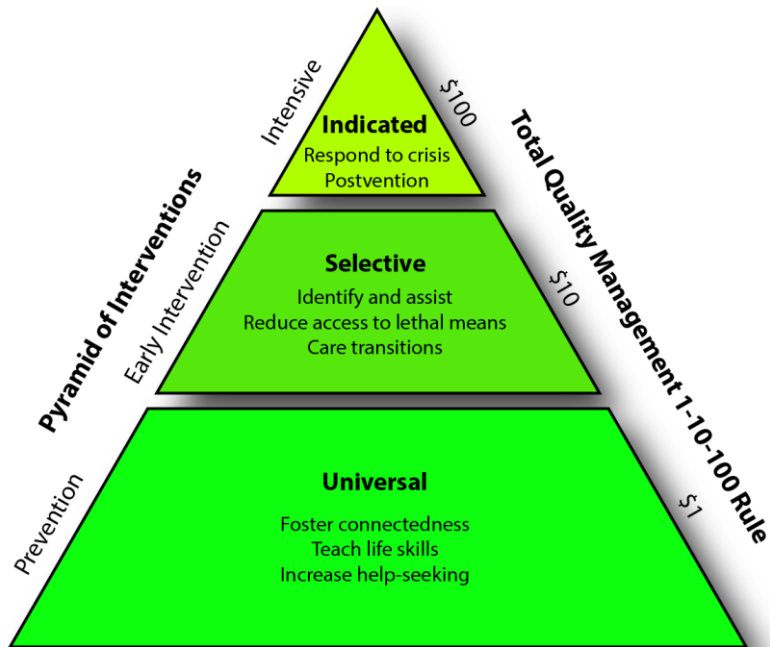 Pyramid of Interventions
Total Quality Management 1-10-100 Rule
Intensive
$100
Indicated
Respond to crisis
Postvention
Early Intervention
$10
Selective
Identify and assist
Reduce access to lethal means
Care transitions
Prevention
$1
Universal
Foster connectedness
Teach life skills
Increase help-seeking